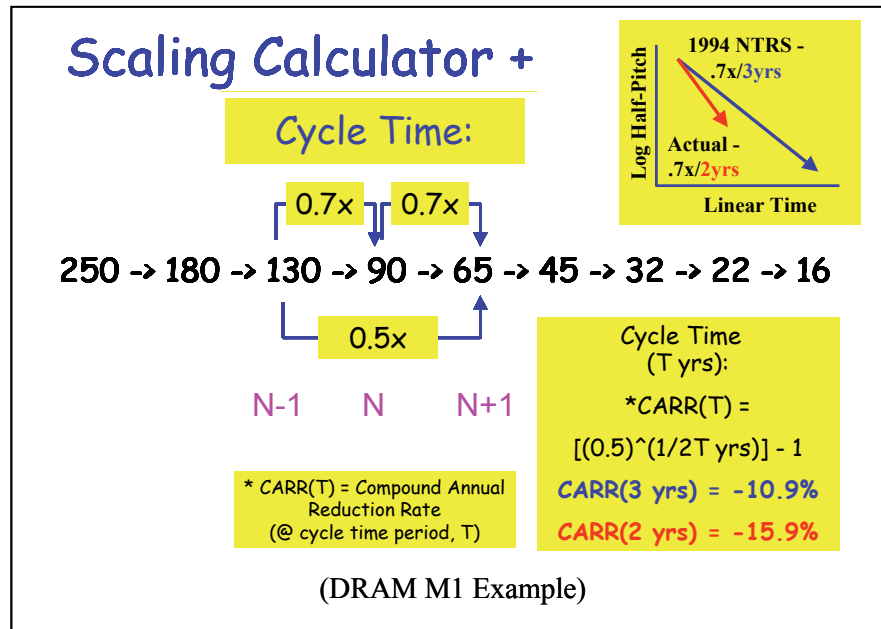 Scaling Calculator +
Cycle Time:
1994 NTRS -
.7x/3yrs
Log Half-Pitch
Actual -
.7x/2yrs
Linear Time
0.7x
0.7x
250 -> 180 -> 130 -> 90 -> 65 -> 45 -> 32 -> 22 -> 16
0.5x
N-1
N
N+1
* CARR(T) = Compound Annual
Reduction Rate
(@ cycle time period, T)
Cycle Time
(T yrs):
*CARR(T) =
[(0.5)^(1/2T yrs)] - 1
CARR(3 yrs) = -10.9%
CARR(2 yrs) = -15.9%
(DRAM M1 Example)